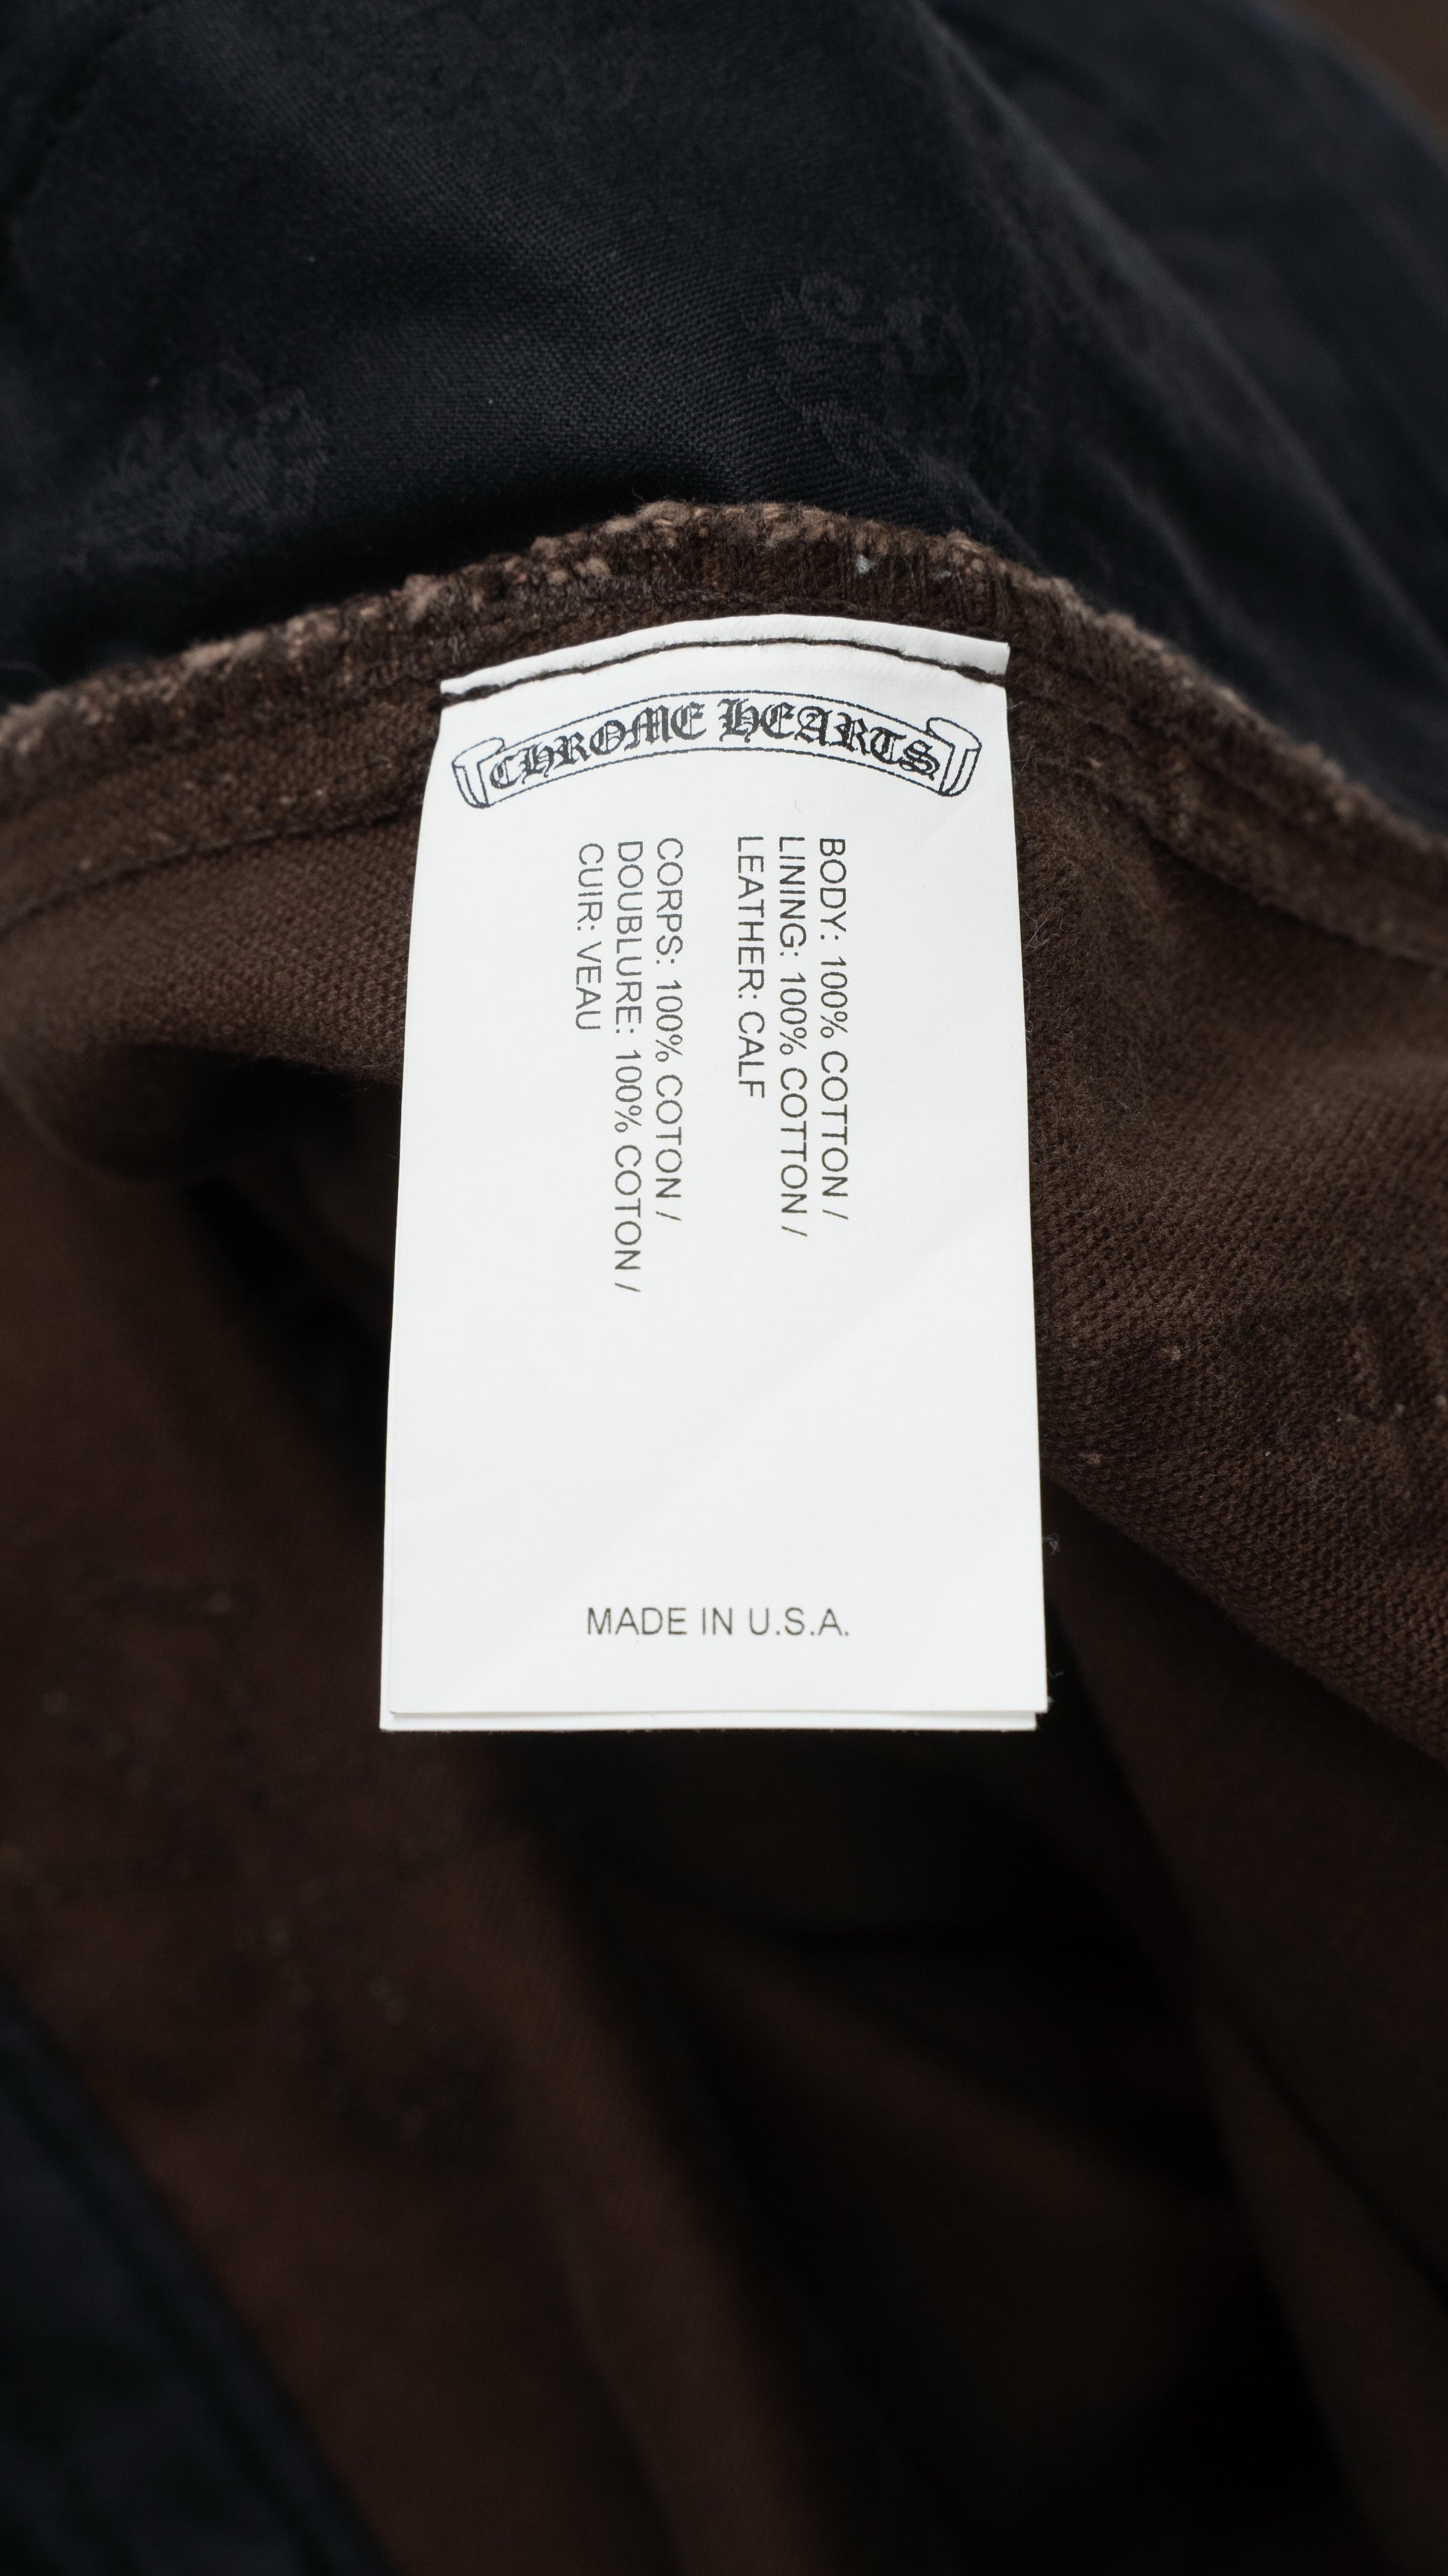 CHROME HEARTS
BODY: 100% COTTON /
LINING: 100% COTTON /
LEATHER: CALF
CORPS: 100% COTON /
DOUBLURE: 100% COTON /
CUIR: VEAU
MADE IN U.S.A.